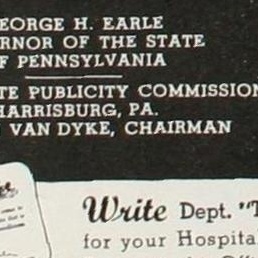 EORGE H. EARLE
RNOR OF THE STATE
F PENNSYLVANIA
TE PUBLICITY COMMISSION
HARRISBURG, PA.
VAN DYKE, CHAIRMAN
Write Dept. "T
for your Hospital